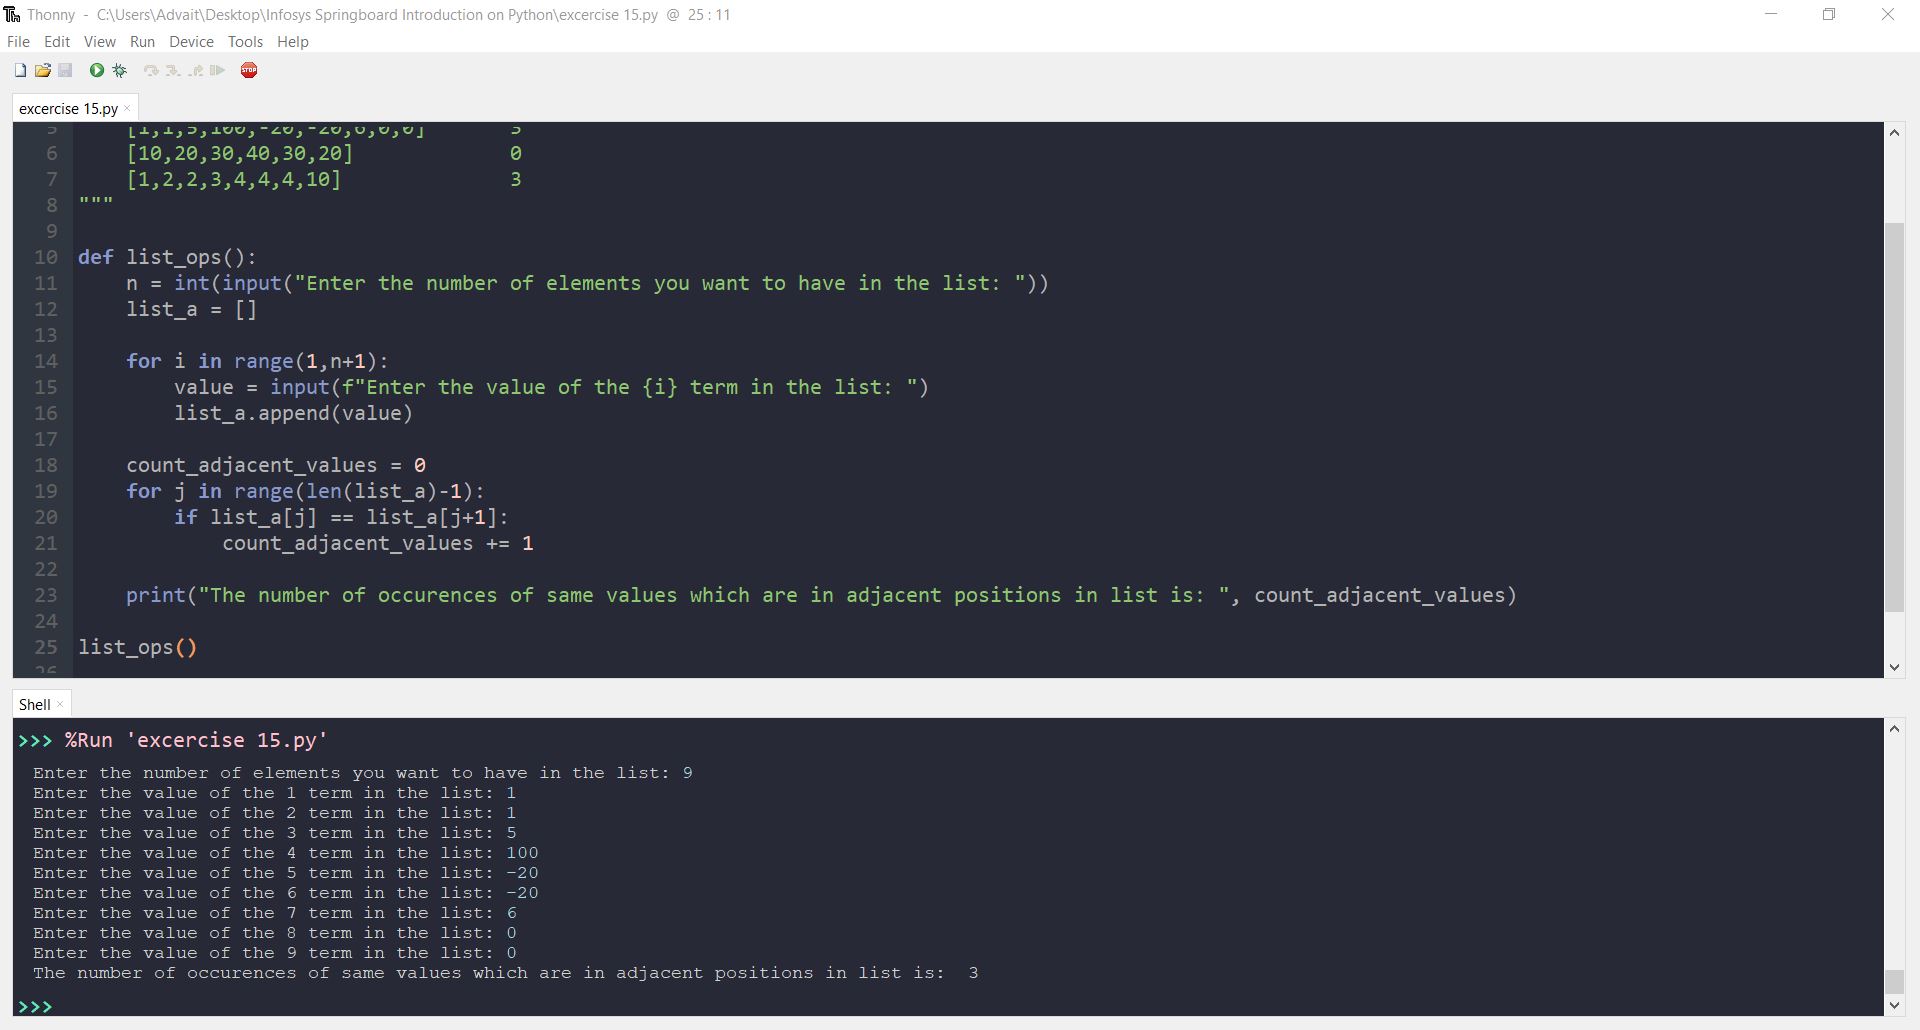 Thonny - C:\Users\Advait\Desktop\Infosys Springboard Introduction on Python\excercise 15.py @ 25 : 11
File Edit View Run Device Tools Help
STOP
excercise 15.py ×
5 [1,1,5,100,-20,-20,6,0,0] 3
6 [10,20,30,40,30,20] 0
7 [1,2,2,3,4,4,4,10] 3
8 """
9
10 def list_ops():
11 n = int(input("Enter the number of elements you want to have in the list: "))
12 list_a = []
13
14 for i in range(1,n+1):
15 value = input(f"Enter the value of the {i} term in the list: ")
16 list_a.append(value)
17
18 count_adjacent_values = 0
19 for j in range(len(list_a)-1):
20 if list_a[j] == list_a[j+1]:
21 count_adjacent_values += 1
22
23 print("The number of occurences of same values which are in adjacent positions in list is: ", count_adjacent_values)
24
25 list_ops()
26
Shell ×
>>> %Run 'excercise 15.py'
Enter the number of elements you want to have in the list: 9
Enter the value of the 1 term in the list: 1
Enter the value of the 2 term in the list: 1
Enter the value of the 3 term in the list: 5
Enter the value of the 4 term in the list: 100
Enter the value of the 5 term in the list: -20
Enter the value of the 6 term in the list: -20
Enter the value of the 7 term in the list: 6
Enter the value of the 8 term in the list: 0
Enter the value of the 9 term in the list: 0
The number of occurences of same values which are in adjacent positions in list is:  3
>>>